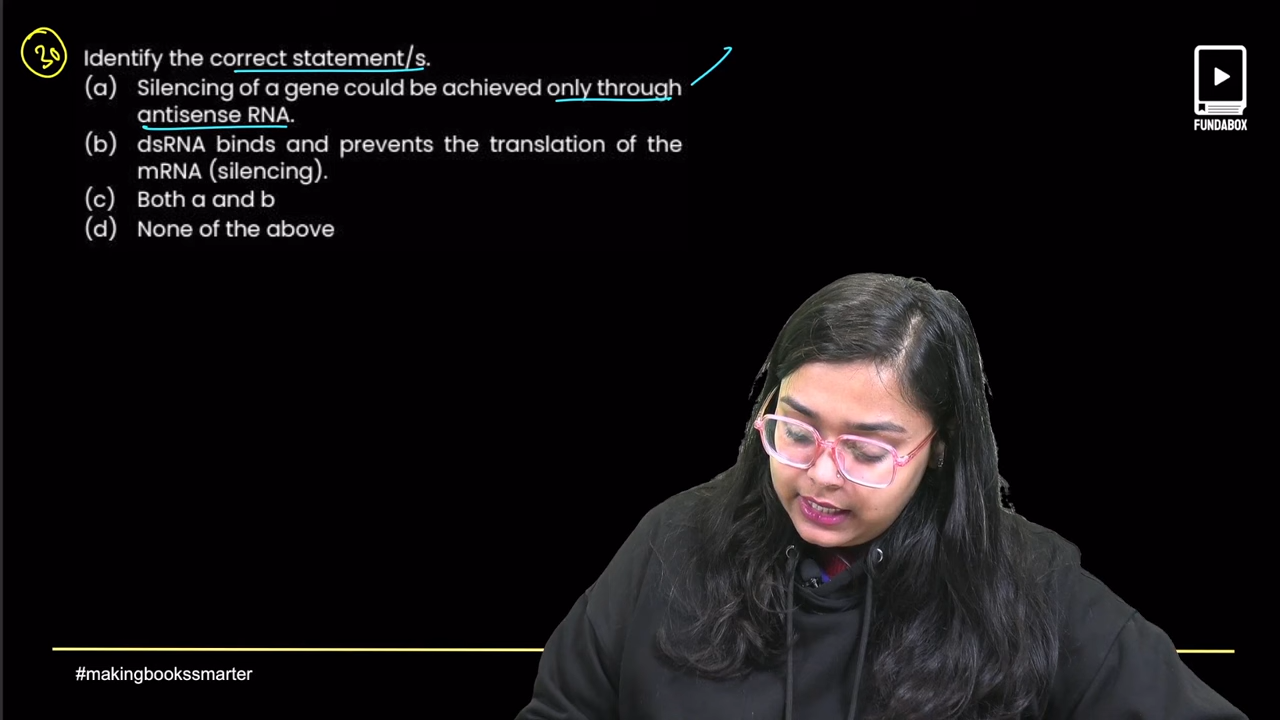 30
Identify the correct statement/s.
(a) Silencing of a gene could be achieved only through
antisense RNA.
(b) dsRNA binds and prevents the translation of the
mRNA (silencing).
(c) Both a and b
(d) None of the above
FUNDABOX
#makingbookssmarter